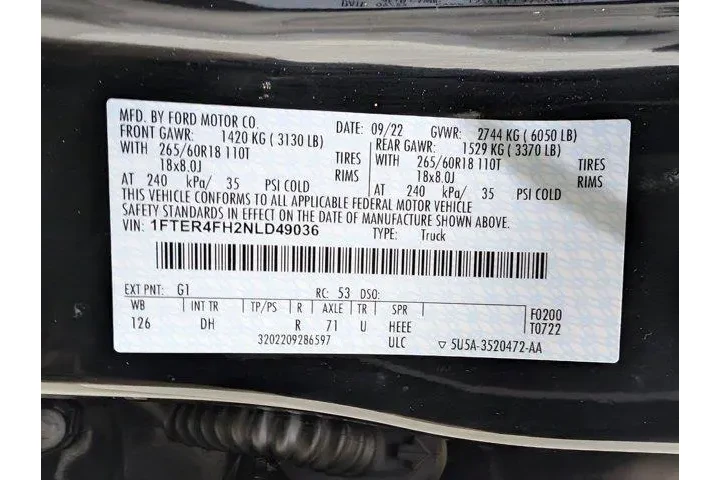 MFD. BY FORD MOTOR CO.
DATE: 09/22 GVWR: 2744 KG ( 6050 LB)
FRONT GAWR: 1420 KG ( 3130 LB)
REAR GAWR: 1529 KG ( 3370 LB)
WITH 265/60R18 110T TIRES
WITH 265/60R18 110T TIRES
18x8.0J RIMS
18x8.0J RIMS
AT 240 kPa/ 35 PSI COLD
AT 240 kPa/ 35 PSI COLD
THIS VEHICLE CONFORMS TO ALL APPLICABLE FEDERAL MOTOR VEHICLE
SAFETY STANDARDS IN EFFECT ON THE DATE OF MANUFACTURE SHOWN ABOVE.
VIN: 1FTER4FH2NLD49036 TYPE: Truck
EXT PNT: G1 RC: 53 DSO:
WB INT TR TP/PS R AXLE TR SPR F0200
126 DH R 71 U HEEE T0722
3202209286597 ULC ▽ 5U5A-3520472-AA